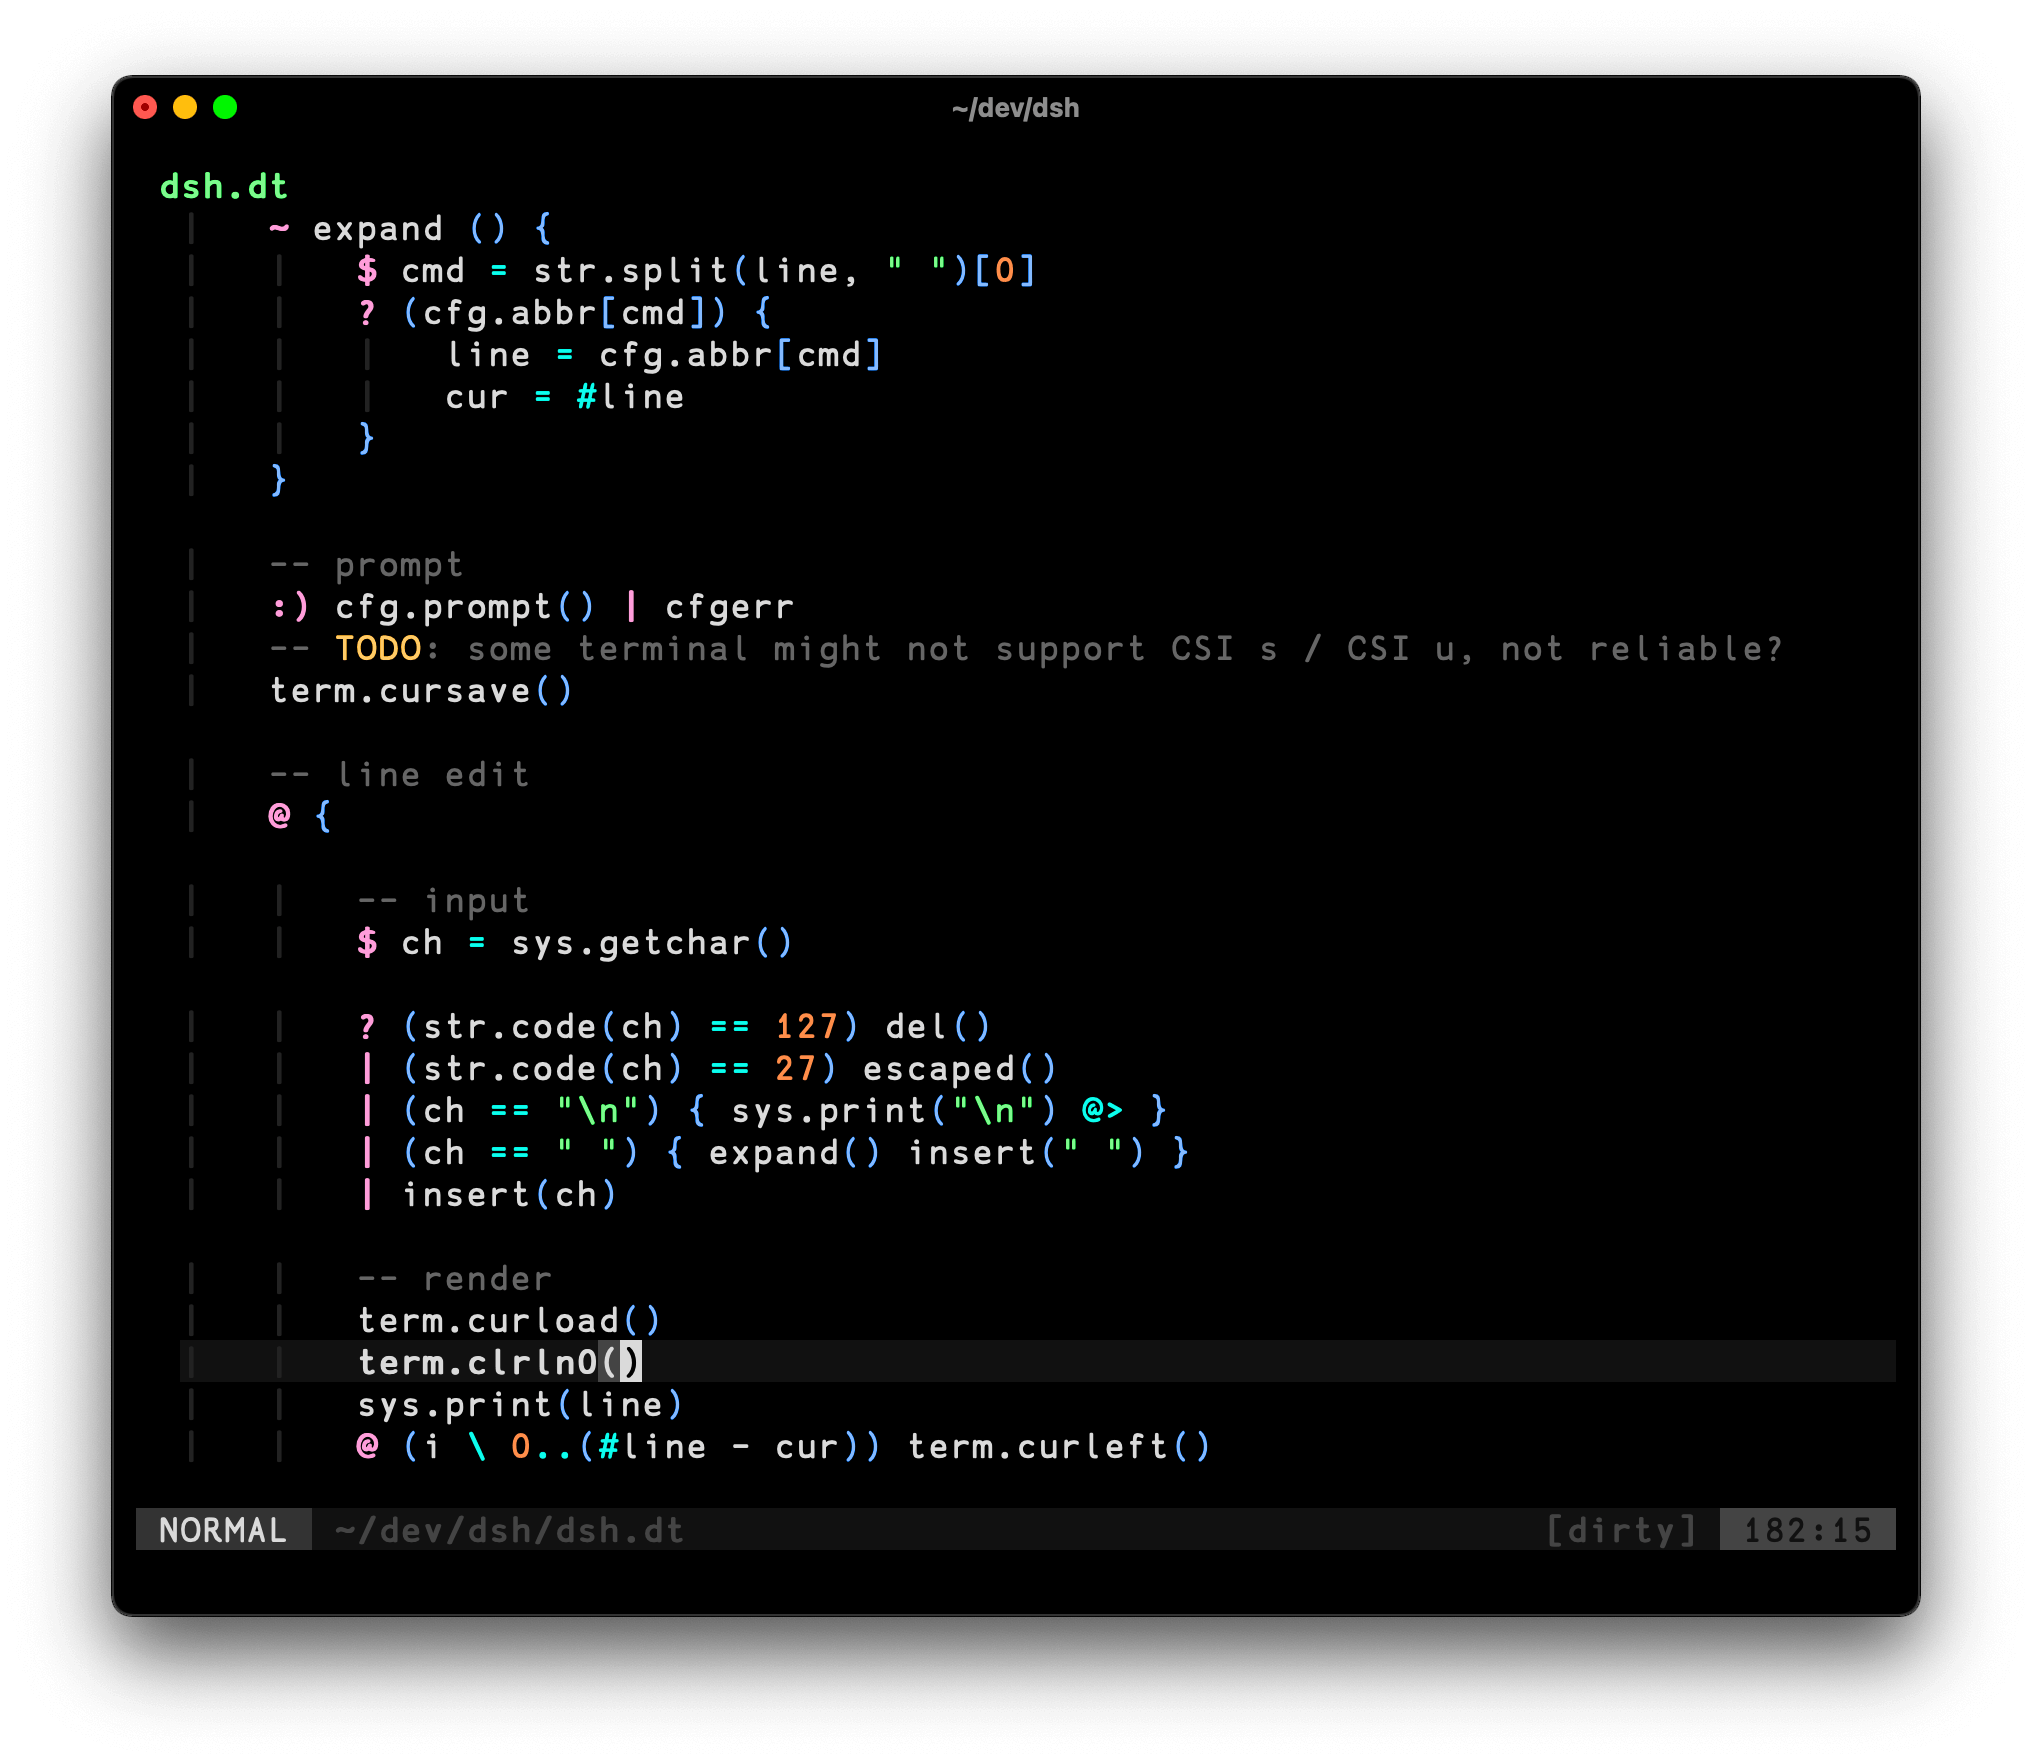 ~/dev/dsh
dsh.dt
~ expand () {
$ cmd = str.split(line, " ")[0]
? (cfg.abbr[cmd]) {
line = cfg.abbr[cmd]
cur = #line
}
}
-- prompt
:) cfg.prompt() | cfgerr
-- TODO: some terminal might not support CSI s / CSI u, not reliable?
term.cursave()
-- line edit
@ {
-- input
$ ch = sys.getchar()
? (str.code(ch) == 127) del()
| (str.code(ch) == 27) escaped()
| (ch == "\n") { sys.print("\n") @> }
| (ch == " ") { expand() insert(" ") }
| insert(ch)
-- render
term.curload()
term.clrln0()
sys.print(line)
@ (i \ 0..(#line - cur)) term.curleft()
NORMAL ~/dev/dsh/dsh.dt [dirty] 182:15